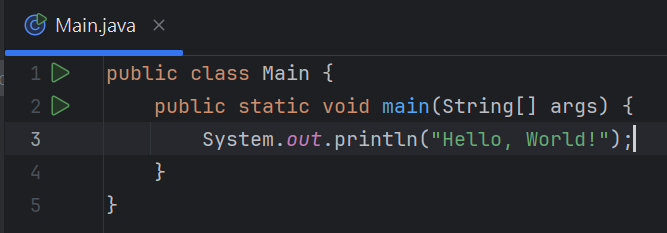 Main.java
1 public class Main {
2     public static void main(String[] args) {
3         System.out.println("Hello, World!");
4     }
5 }